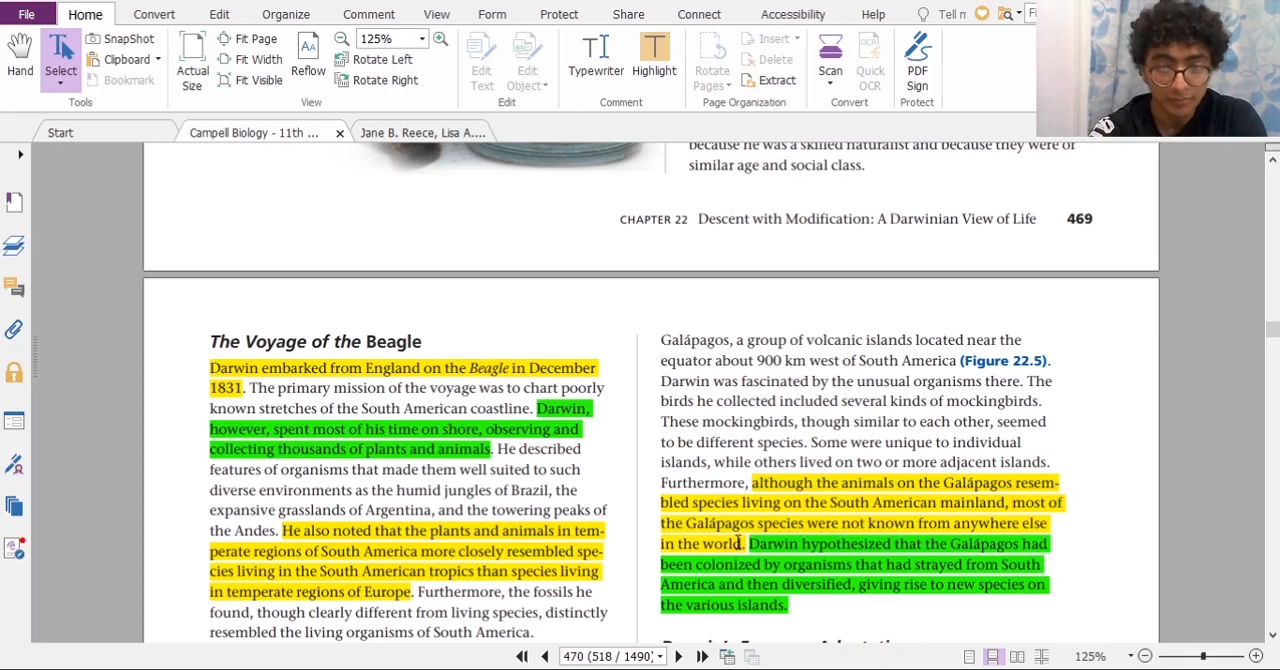 File Home Convert Edit Organize Comment View Form Protect Share Connect Accessibility Help Tell m Fi
Hand
Select
SnapShot
Clipboard
Bookmark
Tools
Actual Size
Fit Page
Fit Width
Fit Visible
Reflow
125%
Rotate Left
Rotate Right
View
Edit Text
Edit Object
Edit
Typewriter
Highlight
Comment
Rotate Pages
Insert
Delete
Extract
Page Organization
Scan
Quick OCR
Convert
PDF Sign
Protect
Start
Campell Biology - 11th ...
Jane B. Reece, Lisa A....
because he was a skilled naturalist and because they were of
similar age and social class.
CHAPTER 22 Descent with Modification: A Darwinian View of Life 469
The Voyage of the Beagle
Darwin embarked from England on the Beagle in December
1831. The primary mission of the voyage was to chart poorly
known stretches of the South American coastline. Darwin,
however, spent most of his time on shore, observing and
collecting thousands of plants and animals. He described
features of organisms that made them well suited to such
diverse environments as the humid jungles of Brazil, the
expansive grasslands of Argentina, and the towering peaks of
the Andes. He also noted that the plants and animals in tem-
perate regions of South America more closely resembled spe-
cies living in the South American tropics than species living
in temperate regions of Europe. Furthermore, the fossils he
found, though clearly different from living species, distinctly
resembled the living organisms of South America.
Galápagos, a group of volcanic islands located near the
equator about 900 km west of South America (Figure 22.5).
Darwin was fascinated by the unusual organisms there. The
birds he collected included several kinds of mockingbirds.
These mockingbirds, though similar to each other, seemed
to be different species. Some were unique to individual
islands, while others lived on two or more adjacent islands.
Furthermore, although the animals on the Galápagos resem-
bled species living on the South American mainland, most of
the Galápagos species were not known from anywhere else
in the world. Darwin hypothesized that the Galápagos had
been colonized by organisms that had strayed from South
America and then diversified, giving rise to new species on
the various islands.
470 (518 / 1490)
125%